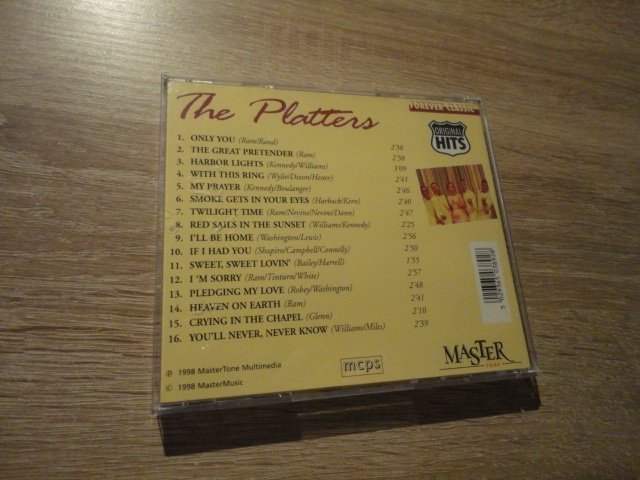 The Platters
FOREVER CLASSIC
ORIGINAL
HITS
1. ONLY YOU (Ram/Rand) 2'38
2. THE GREAT PRETENDER (Ram) 2'38
3. HARBOR LIGHTS (Kennedy/Williams) 3'09
4. WITH THIS RING (Wylie/Dixon/Hester) 2'43
5. MY PRAYER (Kennedy/Boulanger) 2'46
6. SMOKE GETS IN YOUR EYES (Harback/Kern) 2'40
7. TWILIGHT TIME (Ram/Nevins/Nevins/Dunn) 2'47
8. RED SAILS IN THE SUNSET (Williams/Kennedy) 2'25
9. I'LL BE HOME (Washington/Lewis) 2'56
10. IF I HAD YOU (Shapiro/Campbell/Connelly) 2'50
11. SWEET, SWEET LOVIN' (Bailey/Harrell) 1'55
12. I 'M SORRY (Ram/Tinturn/White) 2'57
13. PLEDGING MY LOVE (Robey/Washington) 2'48
14. HEAVEN ON EARTH (Ram) 2'41
15. CRYING IN THE CHAPEL (Glenn) 2'10
16. YOU'LL NEVER, NEVER KNOW (Williams/Miles) 2'39
℗ 1998 MasterTone Multimedia
© 1998 MasterMusic
mcps
MASTER
TONE